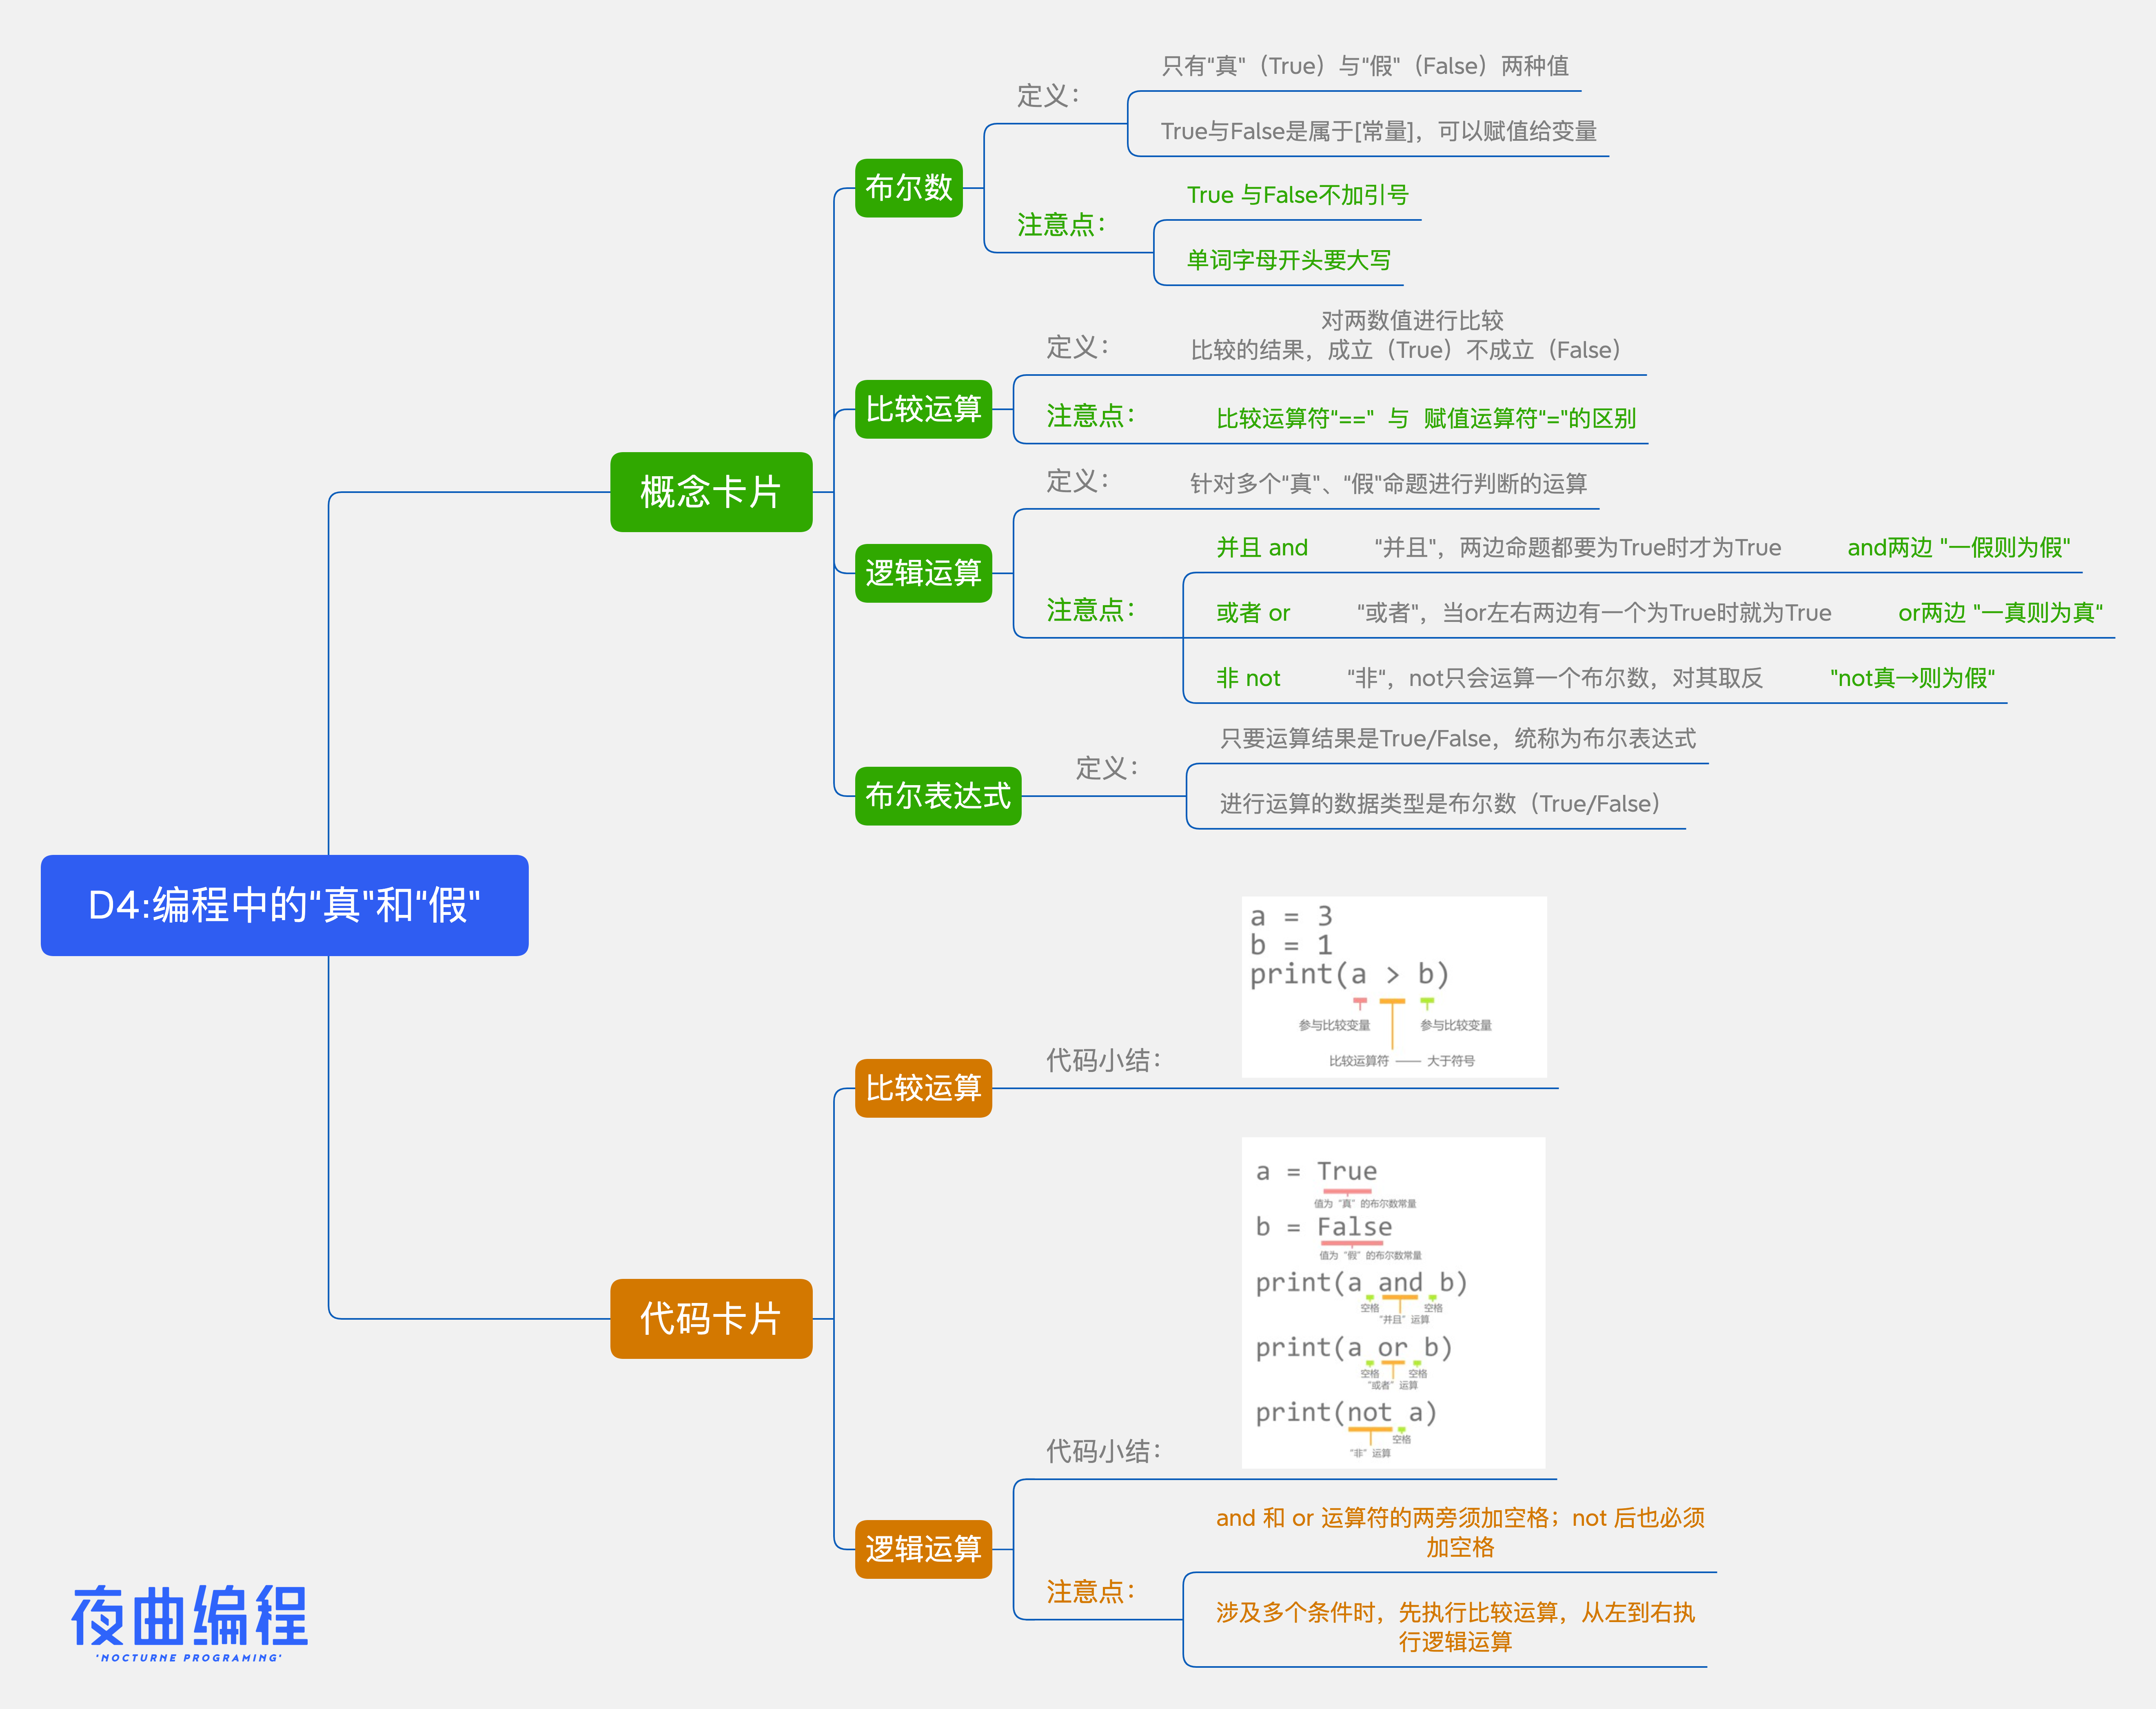 D4:编程中的"真"和"假"
概念卡片
布尔数
定义：
只有"真"（True）与"假"（False）两种值
True与False是属于[常量]，可以赋值给变量
注意点：
True 与False不加引号
单词字母开头要大写
比较运算
定义：
对两数值进行比较
比较的结果，成立（True）不成立（False）
注意点：
比较运算符"==" 与 赋值运算符"="的区别
逻辑运算
定义：
针对多个"真"、"假"命题进行判断的运算
注意点：
并且 and
"并且"，两边命题都要为True时才为True
and两边 "一假则为假"
或者 or
"或者"，当or左右两边有一个为True时就为True
or两边 "一真则为真"
非 not
"非"，not只会运算一个布尔数，对其取反
"not真→则为假"
布尔表达式
定义：
只要运算结果是True/False，统称为布尔表达式
进行运算的数据类型是布尔数（True/False）
代码卡片
比较运算
代码小结：
a = 3
b = 1
print(a > b)
参与比较变量 参与比较变量
比较运算符 —— 大于符号
逻辑运算
代码小结：
a = True
值为 "真" 的布尔数常量
b = False
值为 "假" 的布尔数常量
print(a and b)
空格 空格
"并且" 运算
print(a or b)
空格 空格
"或者" 运算
print(not a)
空格
"非" 运算
注意点：
and 和 or 运算符的两旁须加空格；not 后也必须
加空格
涉及多个条件时，先执行比较运算，从左到右执
行逻辑运算
夜曲编程
'NOCTURNE PROGRAMING'